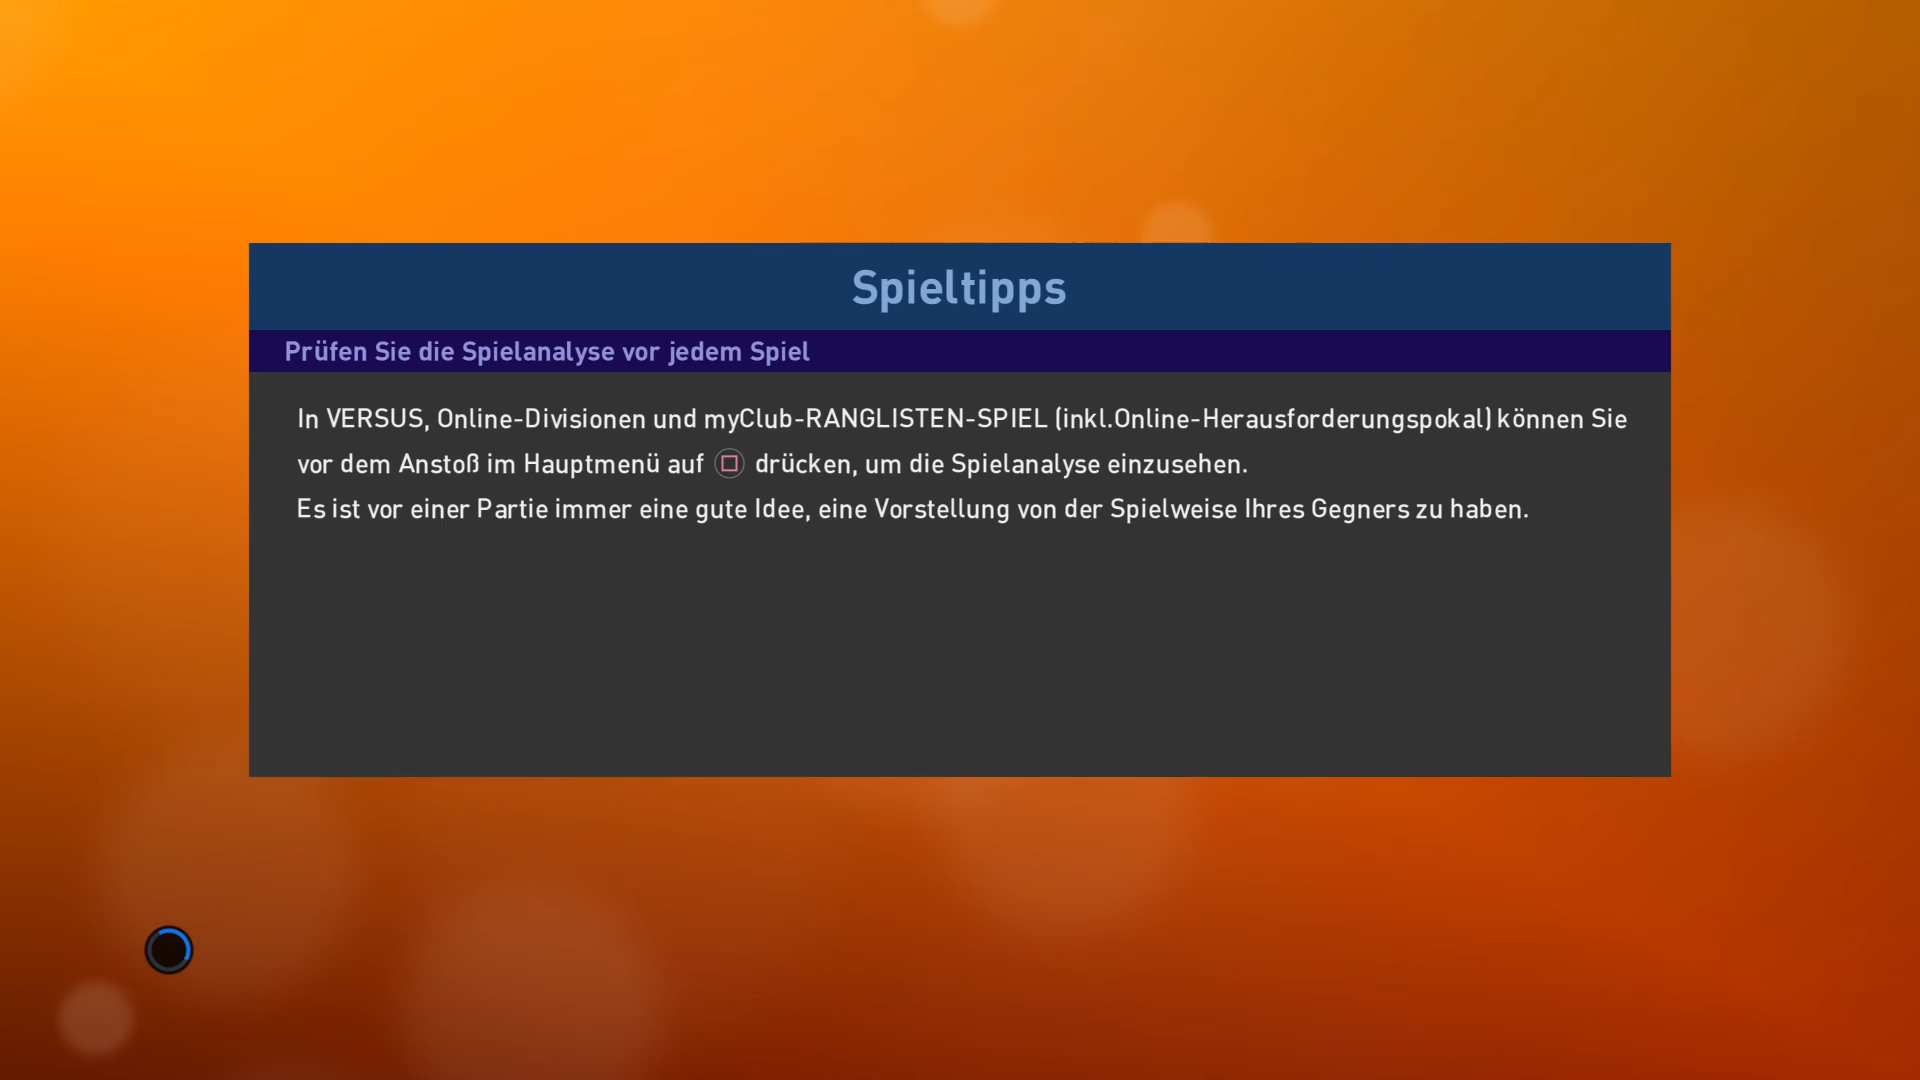 Spieltipps
Prüfen Sie die Spielanalyse vor jedem Spiel
In VERSUS, Online-Divisionen und myClub-RANGLISTEN-SPIEL (inkl.Online-Herausforderungspokal) können Sie
vor dem Anstoß im Hauptmenü auf drücken, um die Spielanalyse einzusehen.
Es ist vor einer Partie immer eine gute Idee, eine Vorstellung von der Spielweise Ihres Gegners zu haben.